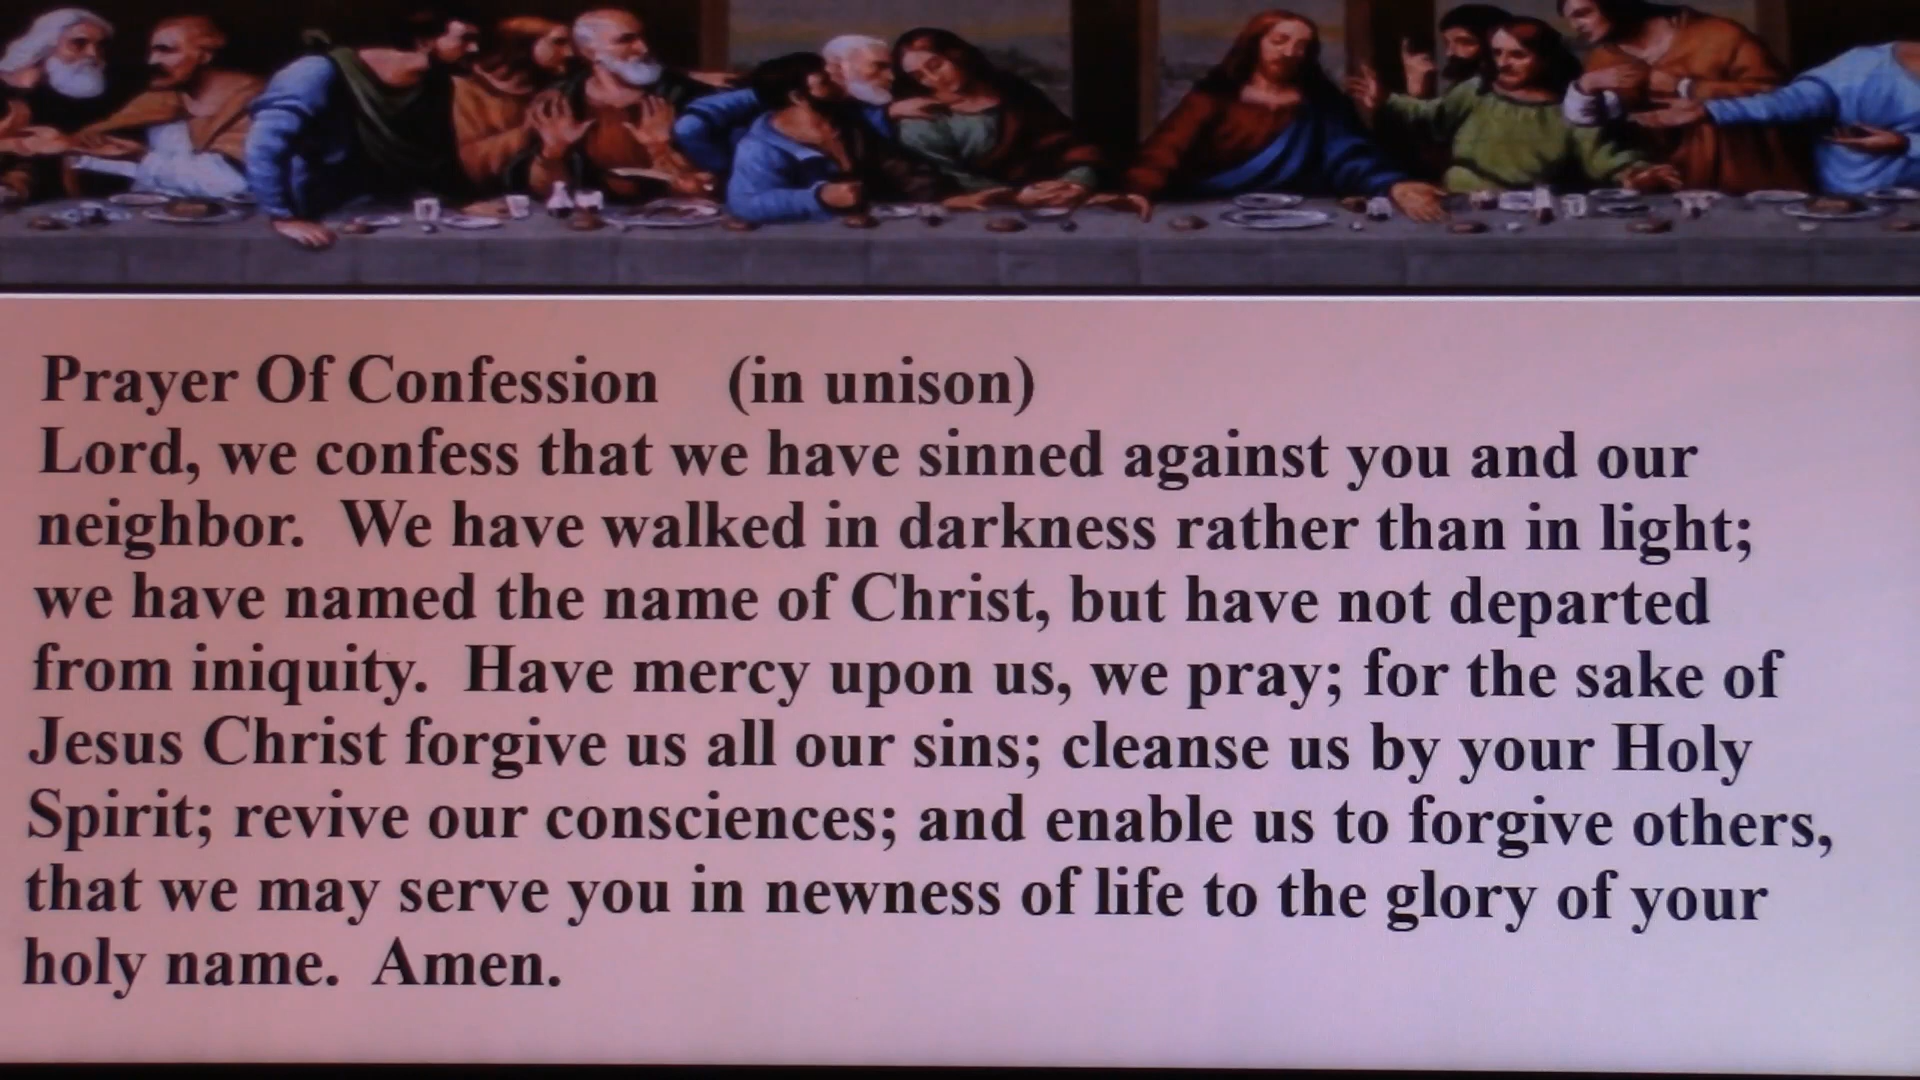 Prayer Of Confession (in unison)
Lord, we confess that we have sinned against you and our
neighbor. We have walked in darkness rather than in light;
we have named the name of Christ, but have not departed
from iniquity. Have mercy upon us, we pray; for the sake of
Jesus Christ forgive us all our sins; cleanse us by your Holy
Spirit; revive our consciences; and enable us to forgive others,
that we may serve you in newness of life to the glory of your
holy name. Amen.